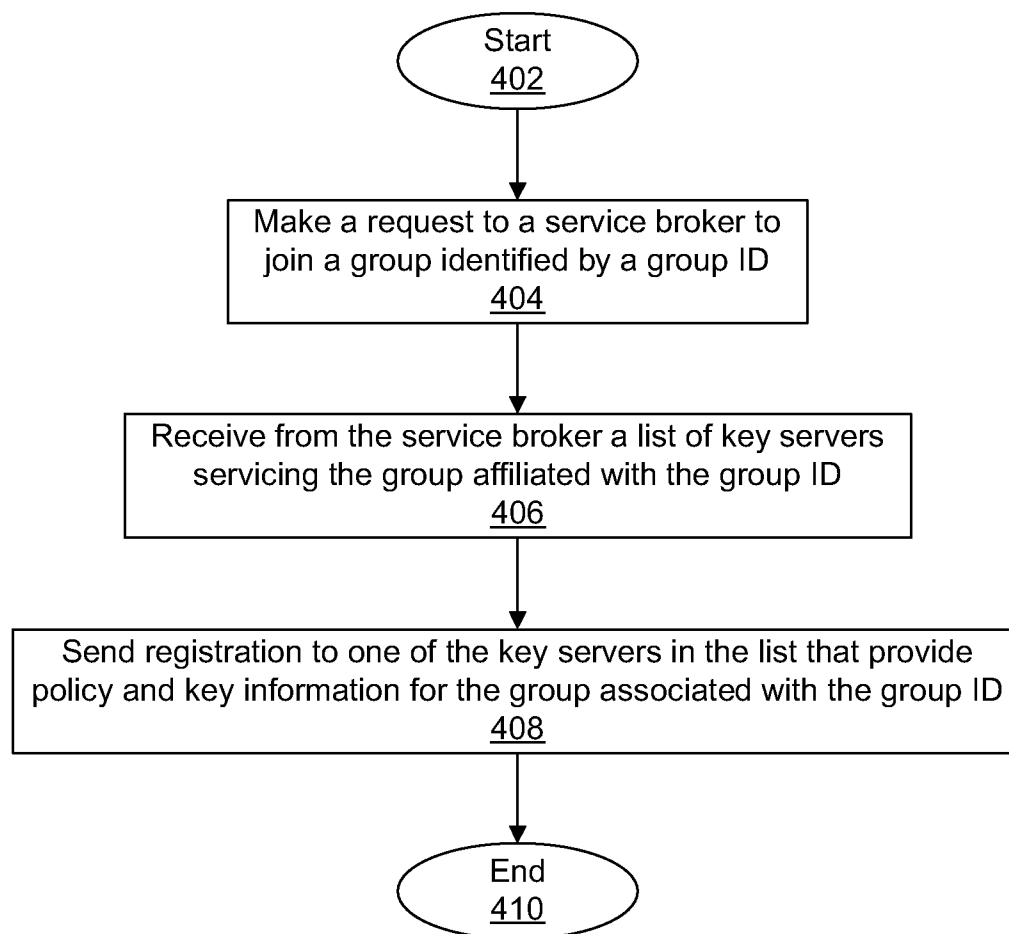 Start
402
Make a request to a service broker to
join a group identified by a group ID
404
Receive from the service broker a list of key servers
servicing the group affiliated with the group ID
406
Send registration to one of the key servers in the list that provide
policy and key information for the group associated with the group ID
408
End
410